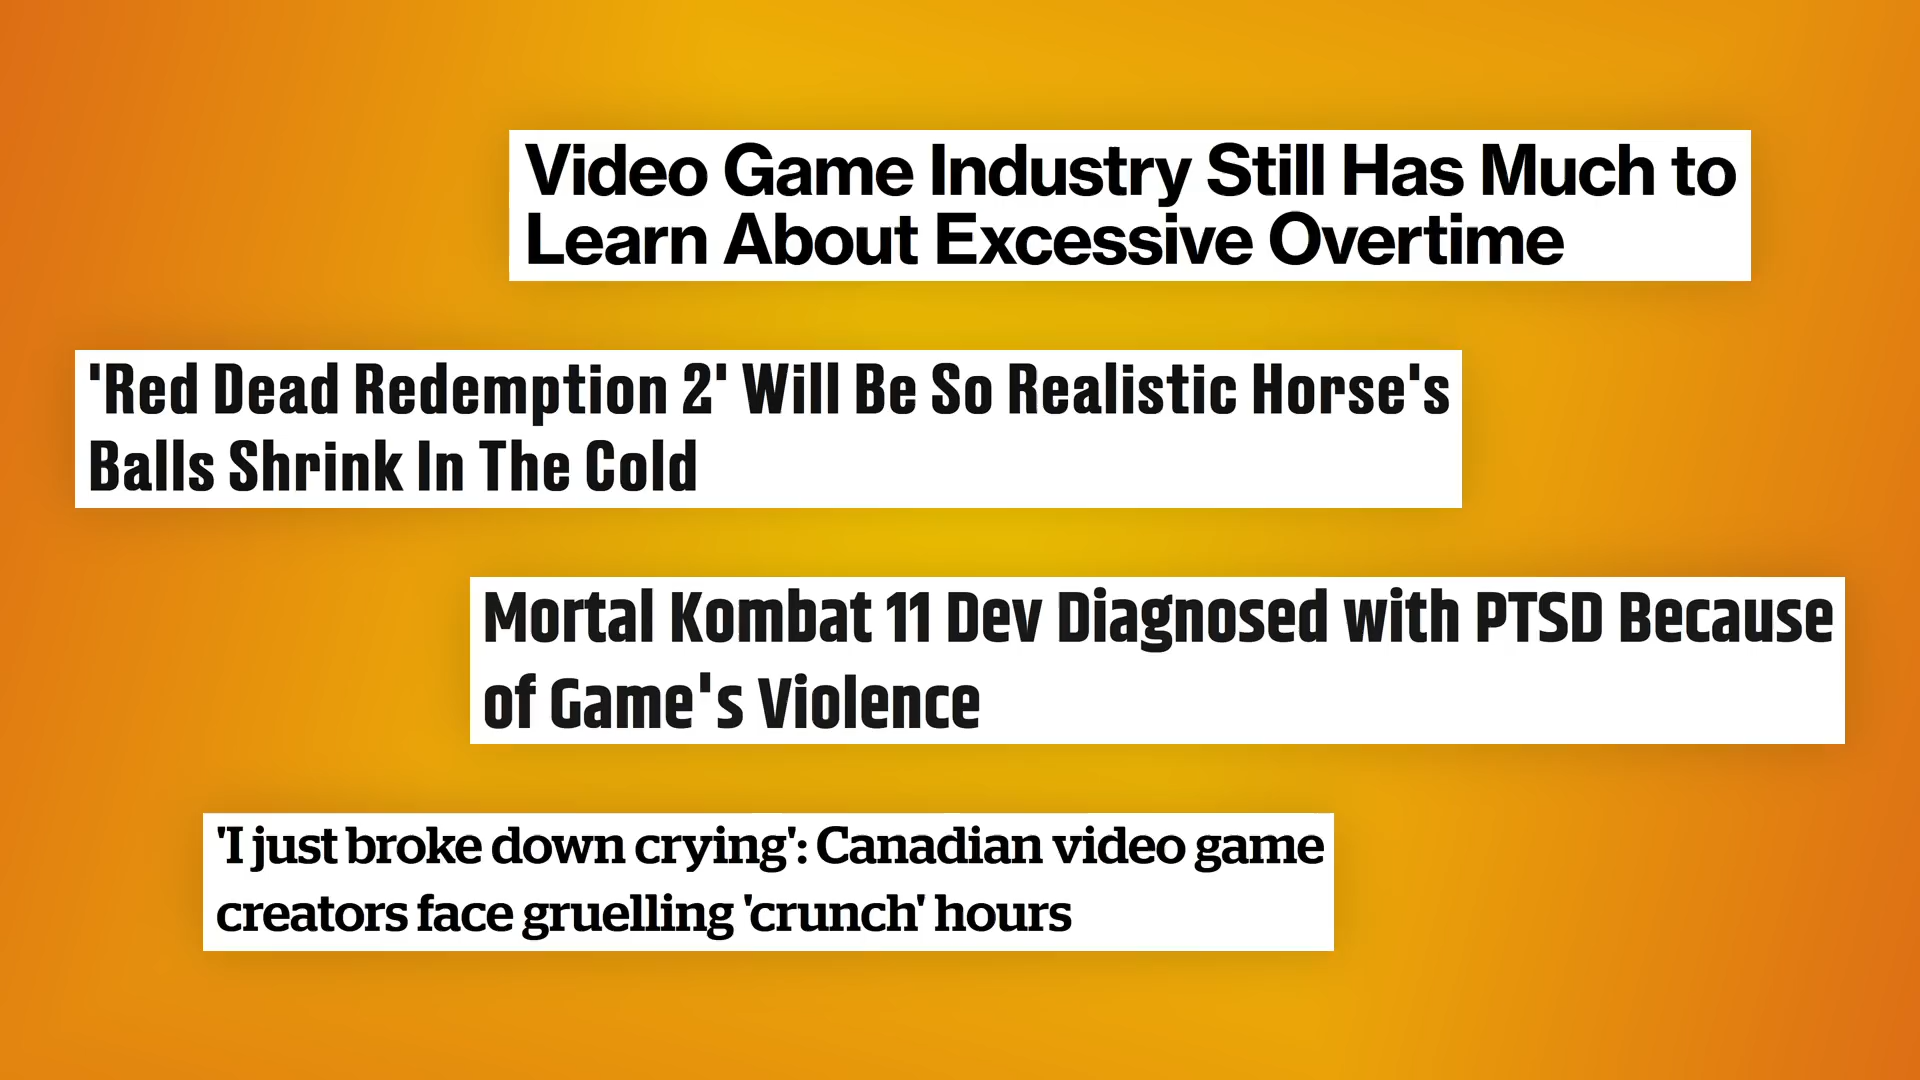 Video Game Industry Still Has Much to
Learn About Excessive Overtime
'Red Dead Redemption 2' Will Be So Realistic Horse's
Balls Shrink In The Cold
Mortal Kombat 11 Dev Diagnosed with PTSD Because
of Game's Violence
'I just broke down crying': Canadian video game
creators face gruelling 'crunch' hours